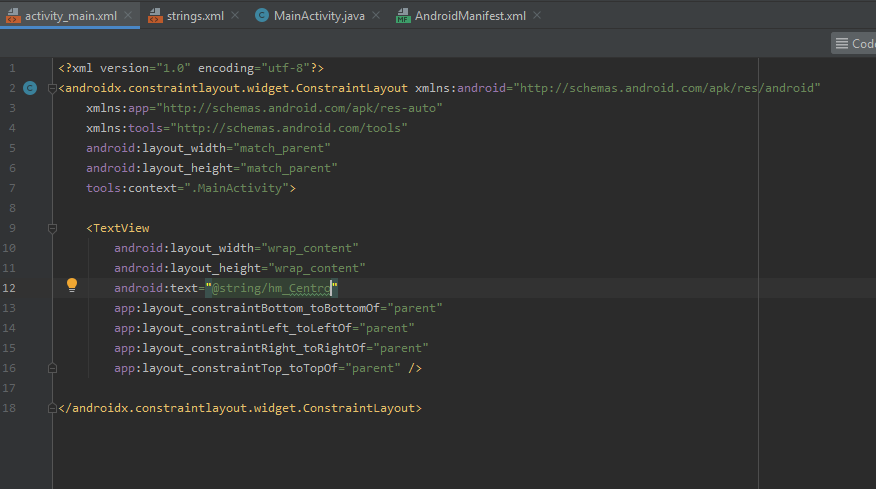 activity_main.xml strings.xml MainActivity.java AndroidManifest.xml
Code
1 <?xml version="1.0" encoding="utf-8"?>
2 <androidx.constraintlayout.widget.ConstraintLayout xmlns:android="http://schemas.android.com/apk/res/android"
3 xmlns:app="http://schemas.android.com/apk/res-auto"
4 xmlns:tools="http://schemas.android.com/tools"
5 android:layout_width="match_parent"
6 android:layout_height="match_parent"
7 tools:context=".MainActivity">
8
9 <TextView
10 android:layout_width="wrap_content"
11 android:layout_height="wrap_content"
12 android:text="@string/hm_Centro"
13 app:layout_constraintBottom_toBottomOf="parent"
14 app:layout_constraintLeft_toLeftOf="parent"
15 app:layout_constraintRight_toRightOf="parent"
16 app:layout_constraintTop_toTopOf="parent" />
17
18 </androidx.constraintlayout.widget.ConstraintLayout>